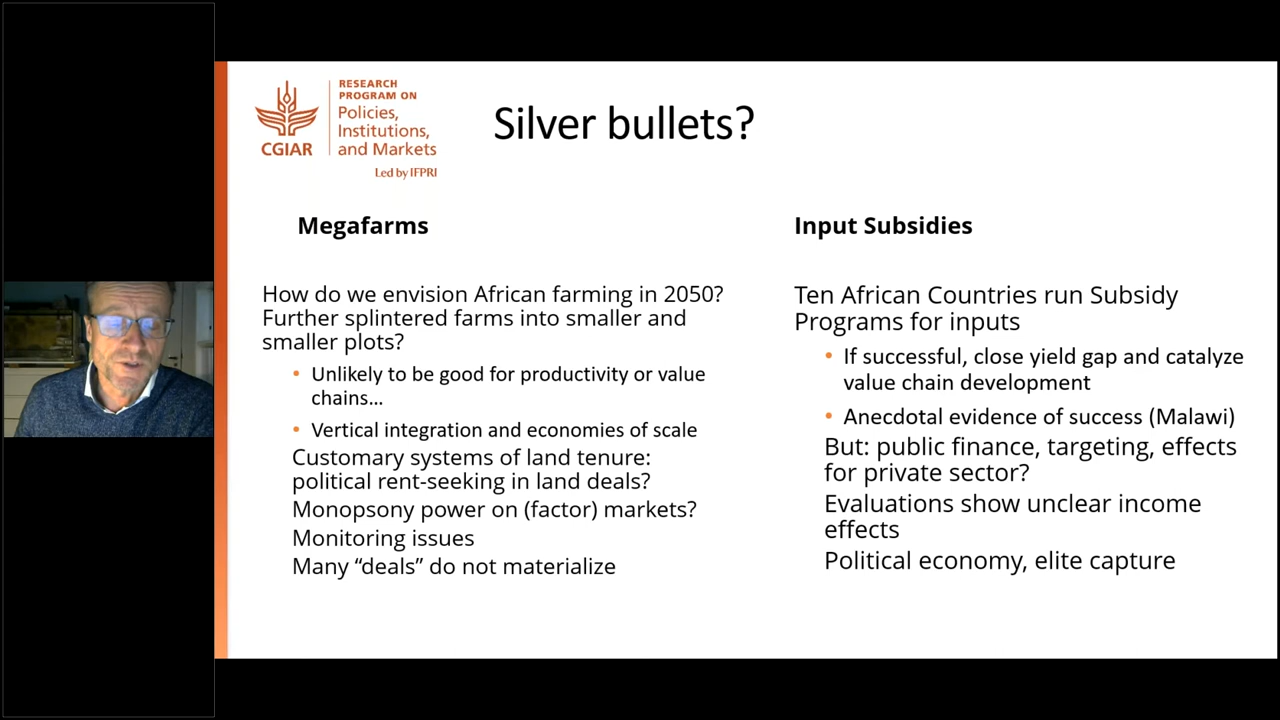 RESEARCH
PROGRAM ON
Policies,
Institutions,
and Markets
CGIAR
Led by IFPRI
Silver bullets?
Megafarms
How do we envision African farming in 2050?
Further splintered farms into smaller and
smaller plots?
• Unlikely to be good for productivity or value
chains...
• Vertical integration and economies of scale
Customary systems of land tenure:
political rent-seeking in land deals?
Monopsony power on (factor) markets?
Monitoring issues
Many “deals” do not materialize
Input Subsidies
Ten African Countries run Subsidy
Programs for inputs
• If successful, close yield gap and catalyze
value chain development
• Anecdotal evidence of success (Malawi)
But: public finance, targeting, effects
for private sector?
Evaluations show unclear income
effects
Political economy, elite capture